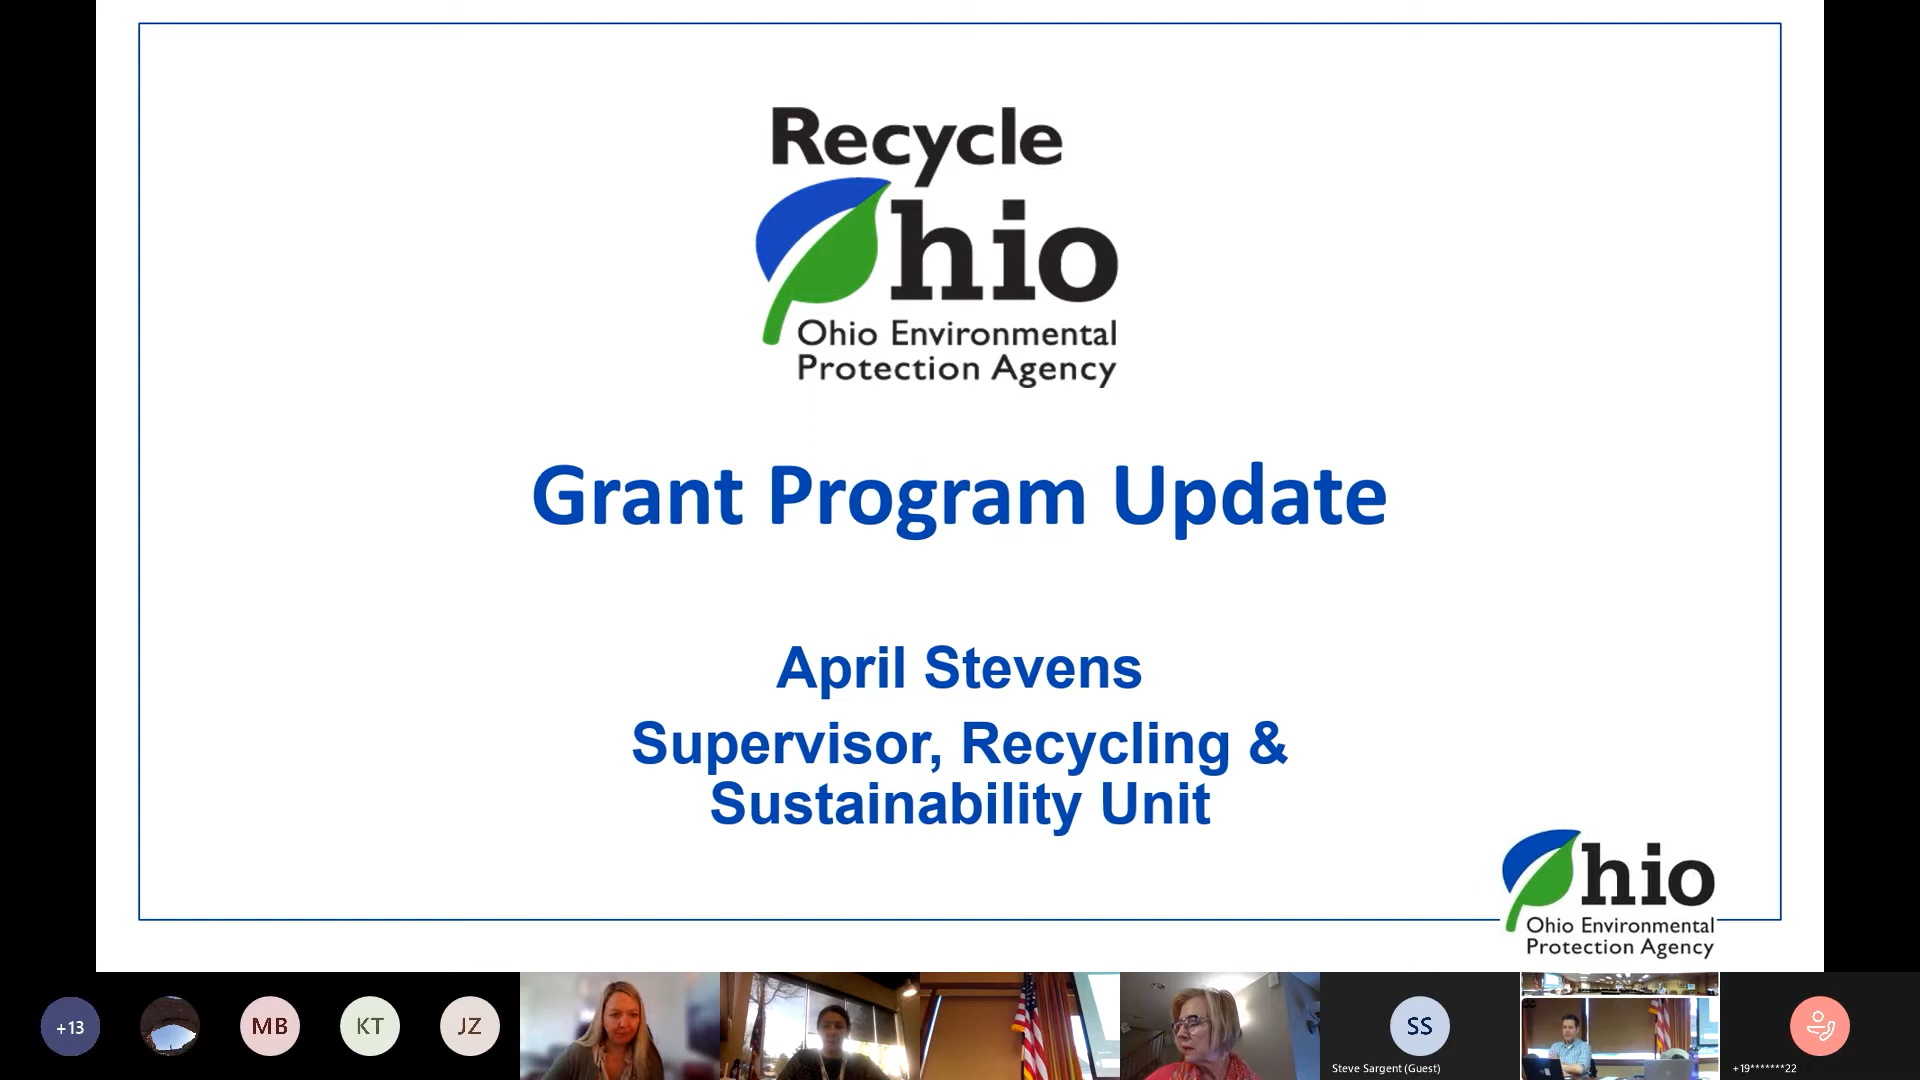 Recycle
Ohio
Ohio Environmental
Protection Agency
Grant Program Update
April Stevens
Supervisor, Recycling &
Sustainability Unit
Ohio
Ohio Environmental
Protection Agency
+13
MB
KT
JZ
SS
Steve Sargent (Guest)
+19*******22